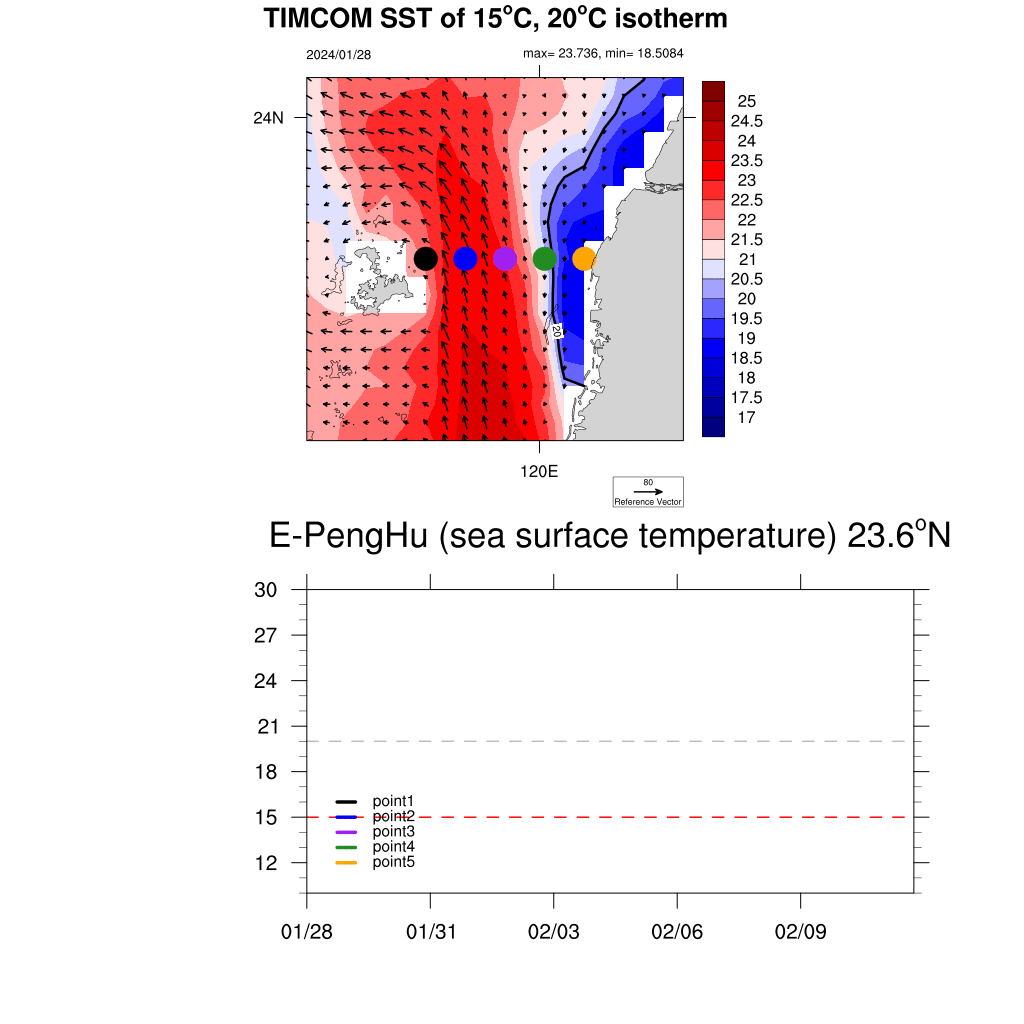 TIMCOM SST of 15°C, 20°C isotherm
2024/01/28
max= 23.736, min= 18.5084
24N
25
24.5
24
23.5
23
22.5
22
21.5
21
20.5
20
19.5
19
18.5
18
17.5
17
20
120E
80
Reference Vector
E-PengHu (sea surface temperature) 23.6°N
30
27
24
21
18
15
12
point1
point2
point3
point4
point5
01/28
01/31
02/03
02/06
02/09